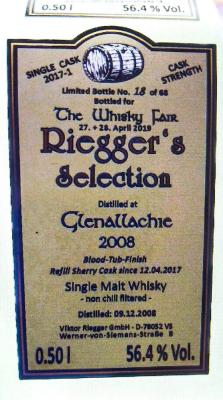 0.50 l 56.4 % Vol.
SINGLE CASK
2017-1
CASK
STRENGTH
Limited Bottle No. 18 of 68
Bottled for
The Whisky Fair
27. + 28. April 2019
Riegger's
Selection
Distilled at
Glenallachie
2008
Blood-Tub-Finish
Refill Sherry Cask since 12.04.2017
Single Malt Whisky
- non chill filtered -
Distilled: 09.12.2008
Viktor Riegger GmbH - D-78052 VS
Werner-von-Siemens-Straße 8
0.50 l 56.4 % Vol.